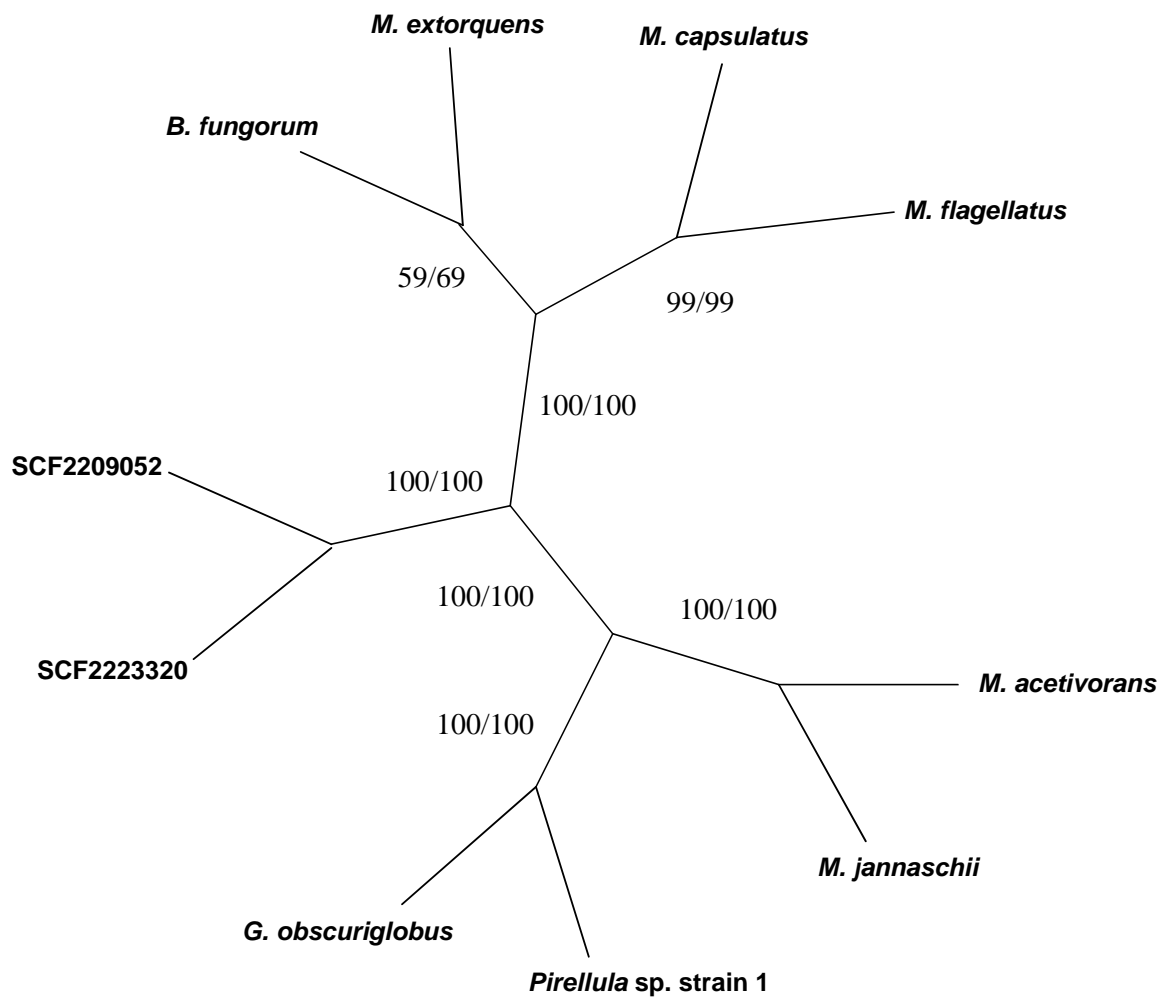 M. extorquens
M. capsulatus
B. fungorum
M. flagellatus
59/69
99/99
100/100
SCF2209052
100/100
100/100
100/100
SCF2223320
M. acetivorans
100/100
M. jannaschii
G. obscuriglobus
Pirellula sp. strain 1